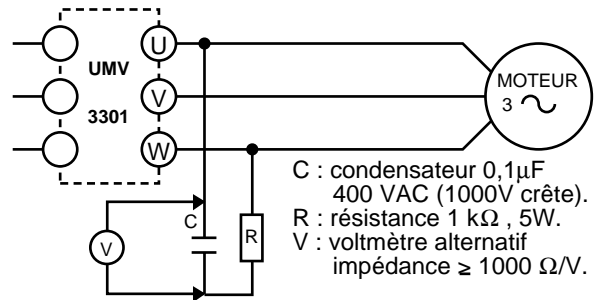 U
UMV
V
3301
W
MOTEUR
3
C : condensateur 0,1µF
400 VAC (1000V crête).
R : résistance 1 kΩ , 5W.
V : voltmètre alternatif
impédance ≥ 1000 Ω/V.
V
C
R